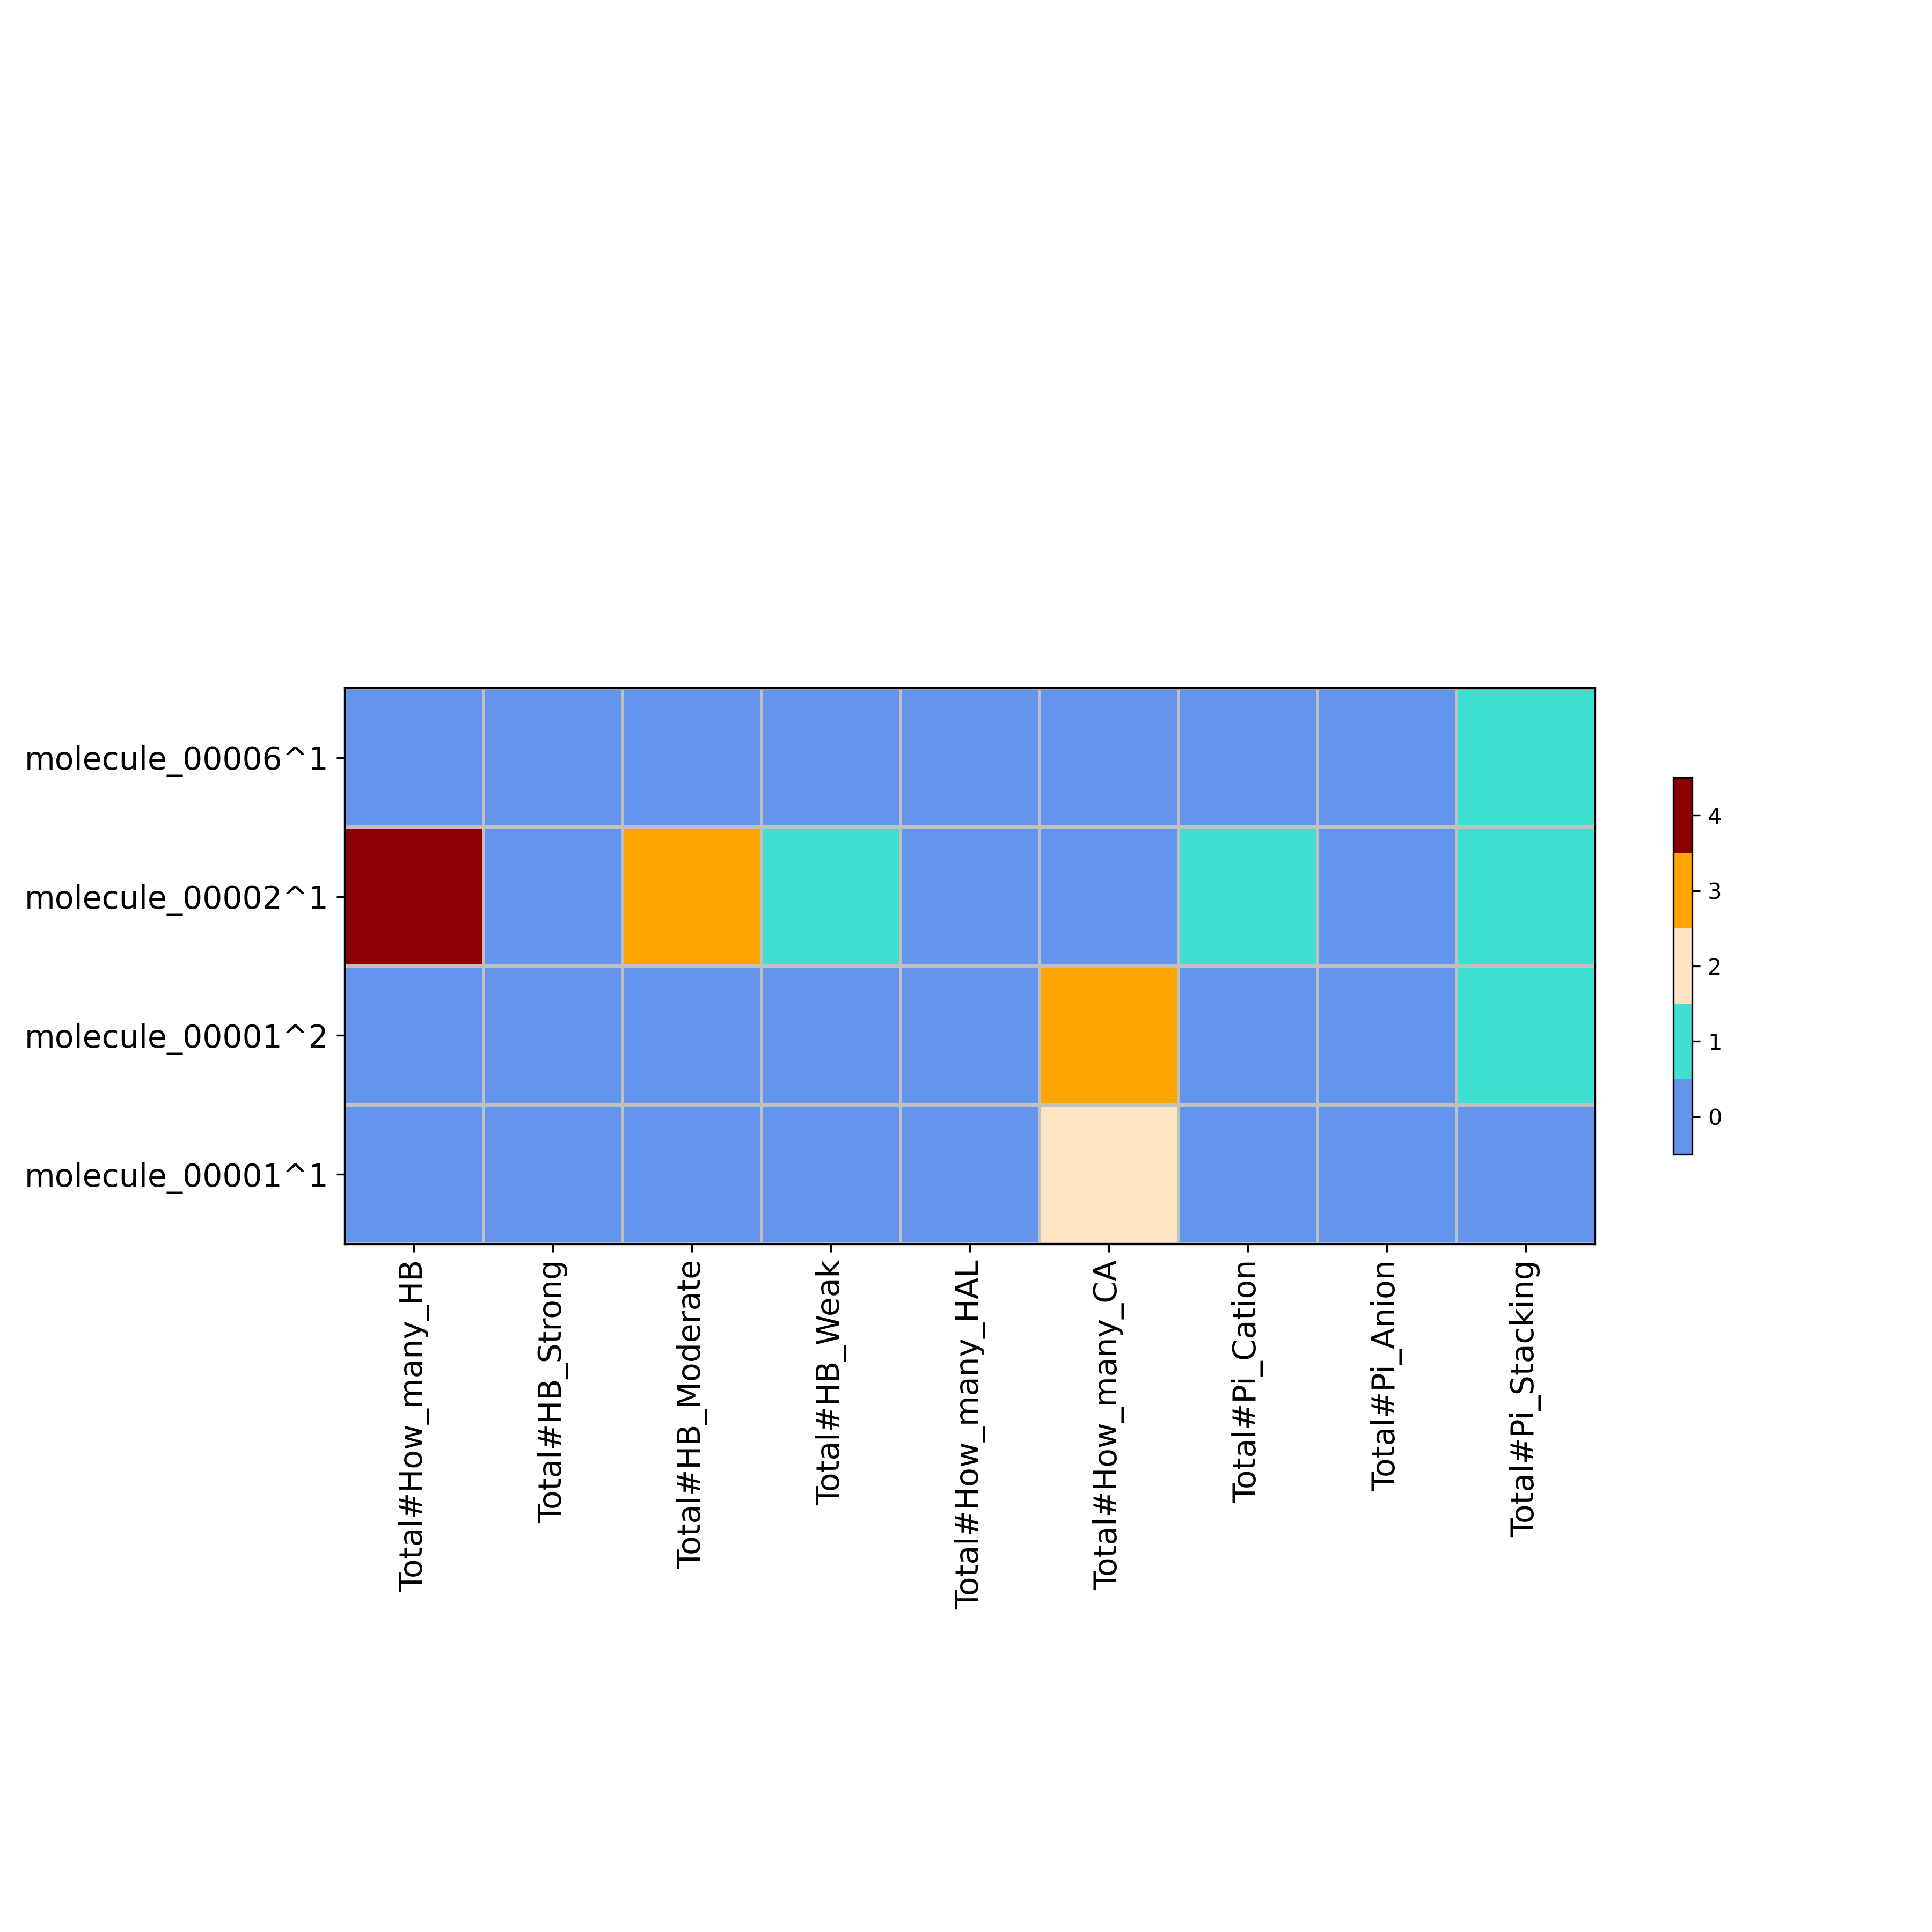 molecule_00006^1
molecule_00002^1
molecule_00001^2
molecule_00001^1
Total#How_many_HB
Total#HB_Strong
Total#HB_Moderate
Total#HB_Weak
Total#How_many_HAL
Total#How_many_CA
Total#Pi_Cation
Total#Pi_Anion
Total#Pi_Stacking
4
3
2
1
0